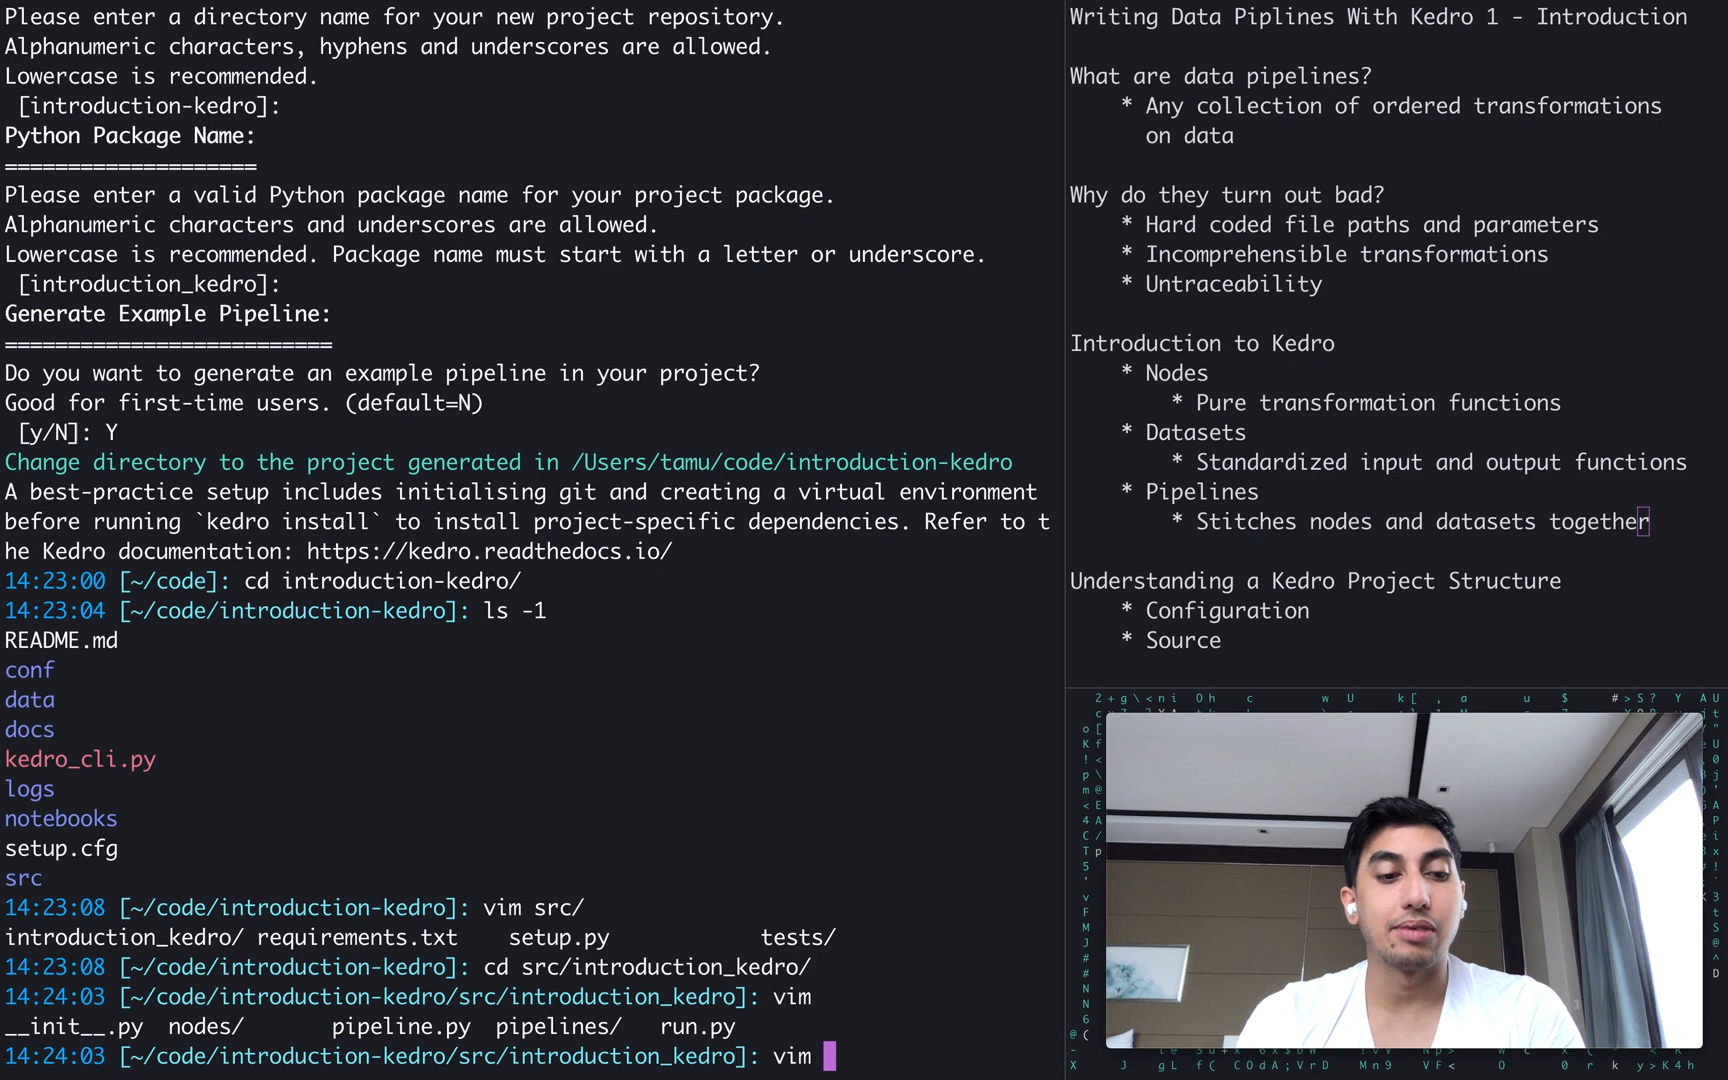 Please enter a directory name for your new project repository.
Alphanumeric characters, hyphens and underscores are allowed.
Lowercase is recommended.
[introduction-kedro]:
Python Package Name:
====================
Please enter a valid Python package name for your project package.
Alphanumeric characters and underscores are allowed.
Lowercase is recommended. Package name must start with a letter or underscore.
[introduction_kedro]:
Generate Example Pipeline:
==========================
Do you want to generate an example pipeline in your project?
Good for first-time users. (default=N)
[y/N]: Y
Change directory to the project generated in /Users/tamu/code/introduction-kedro
A best-practice setup includes initialising git and creating a virtual environment
before running `kedro install` to install project-specific dependencies. Refer to t
he Kedro documentation: https://kedro.readthedocs.io/
14:23:00 [~/code]: cd introduction-kedro/
14:23:04 [~/code/introduction-kedro]: ls -1
README.md
conf
data
docs
kedro_cli.py
logs
notebooks
setup.cfg
src
14:23:08 [~/code/introduction-kedro]: vim src/
introduction_kedro/ requirements.txt    setup.py            tests/
14:23:08 [~/code/introduction-kedro]: cd src/introduction_kedro/
14:24:03 [~/code/introduction-kedro/src/introduction_kedro]: vim
__init__.py  nodes/       pipeline.py  pipelines/   run.py
14:24:03 [~/code/introduction-kedro/src/introduction_kedro]: vim
Writing Data Piplines With Kedro 1 - Introduction
What are data pipelines?
* Any collection of ordered transformations
on data
Why do they turn out bad?
* Hard coded file paths and parameters
* Incomprehensible transformations
* Untraceability
Introduction to Kedro
* Nodes
* Pure transformation functions
* Datasets
* Standardized input and output functions
* Pipelines
* Stitches nodes and datasets together
Understanding a Kedro Project Structure
* Configuration
* Source